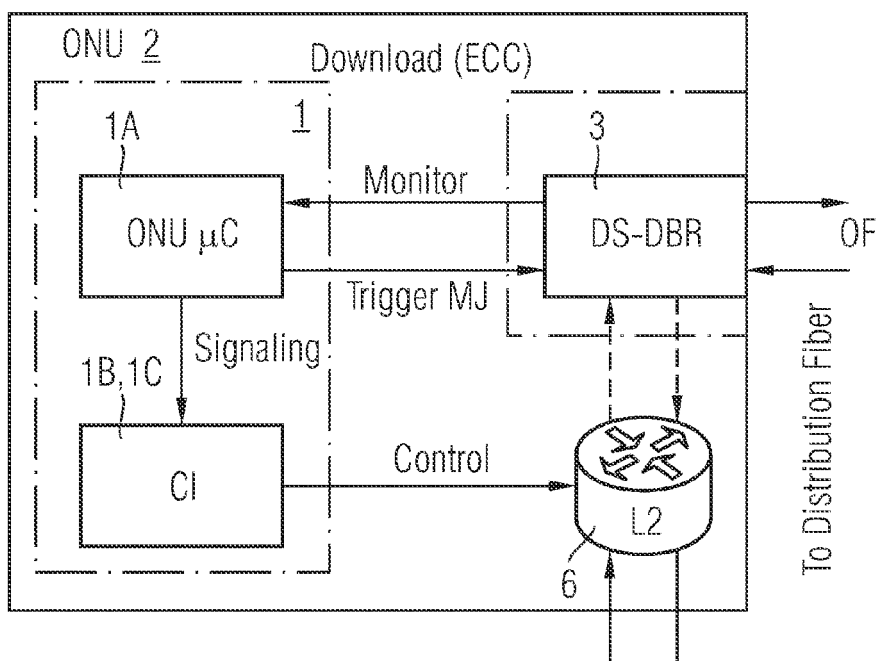 ONU 2
Download (ECC)
1
1A
3
Monitor
ONU μC
DS-DBR
OF
Trigger MJ
Signaling
1B,1C
Control
CI
L2
6
To Distribution Fiber